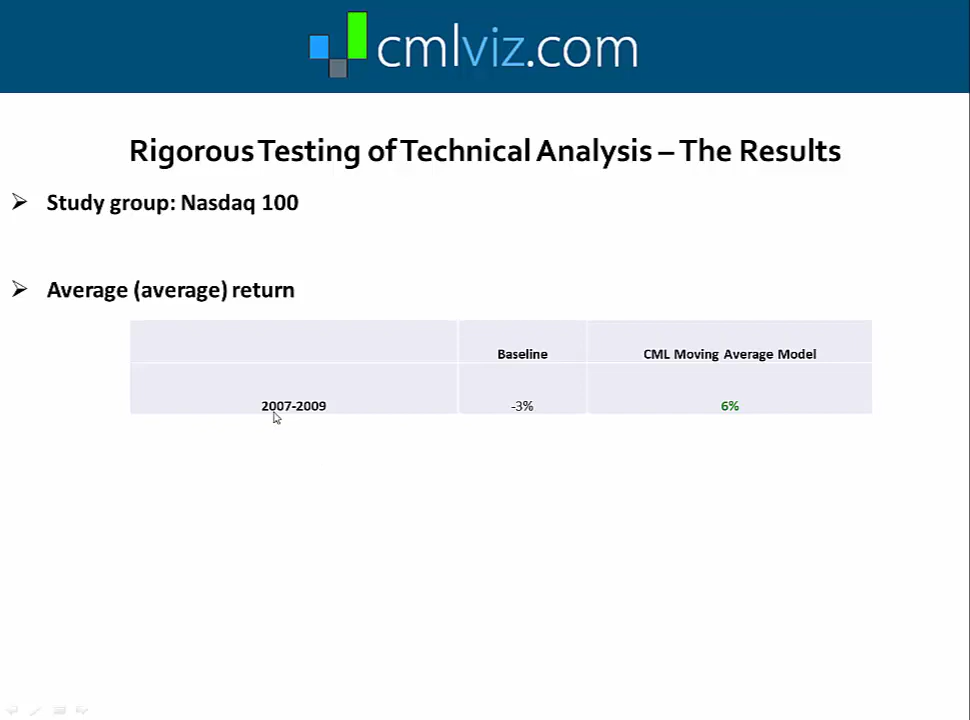 cmlviz.com
Rigorous Testing of Technical Analysis – The Results
Study group: Nasdaq 100
Average (average) return
Baseline CML Moving Average Model
2007-2009 -3% 6%